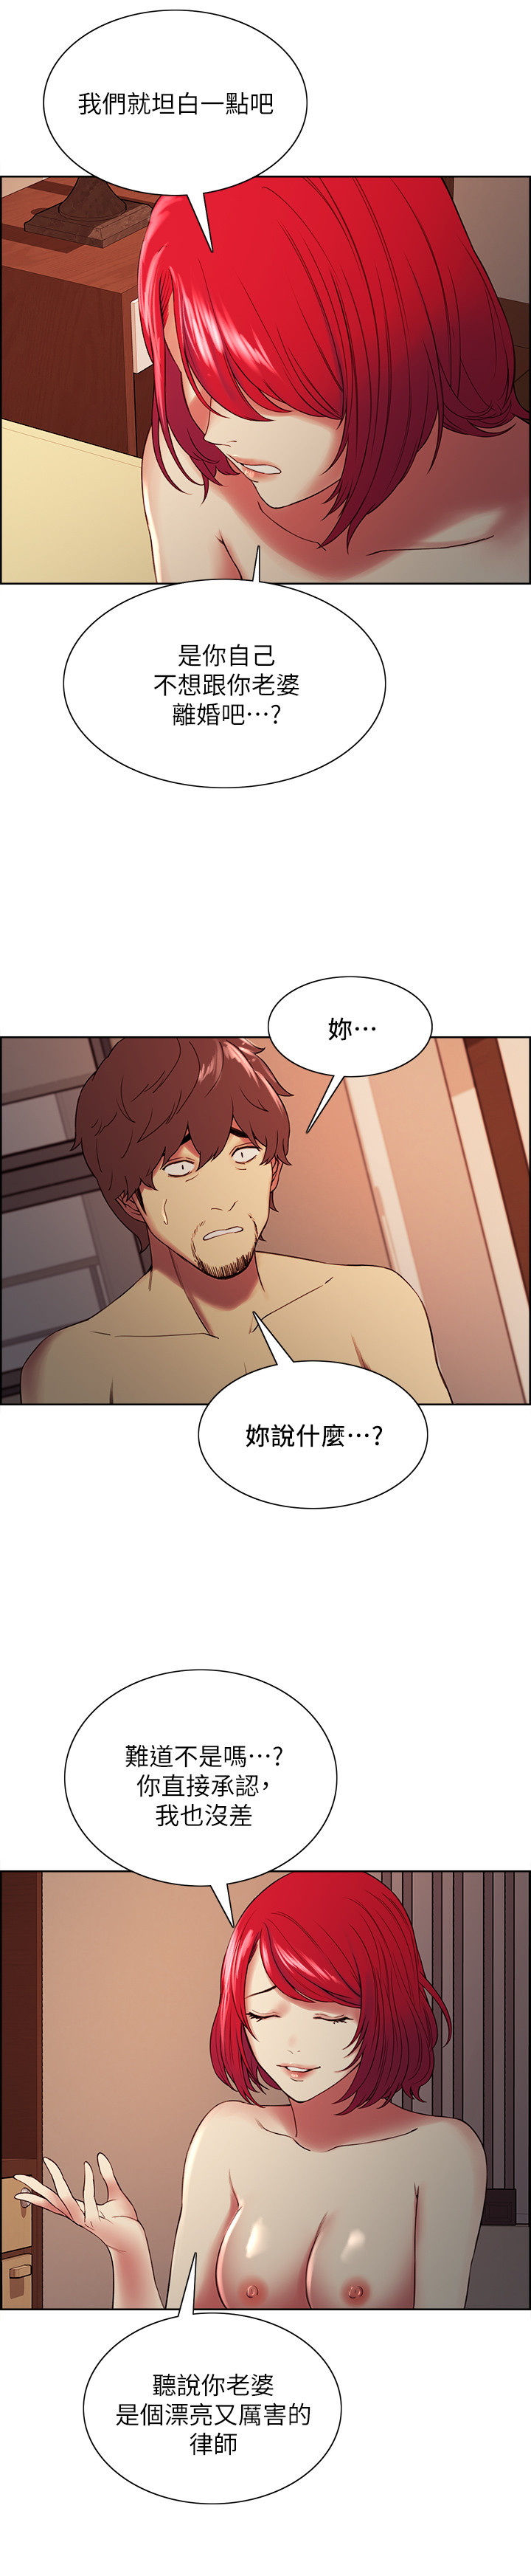 我們就坦白一點吧
是你自己
不想跟你老婆
離婚吧⋯?
妳⋯
妳說什麼⋯?
難道不是嗎⋯?
你直接承認,
我也沒差
聽說你老婆
是個漂亮又厲害的
律師